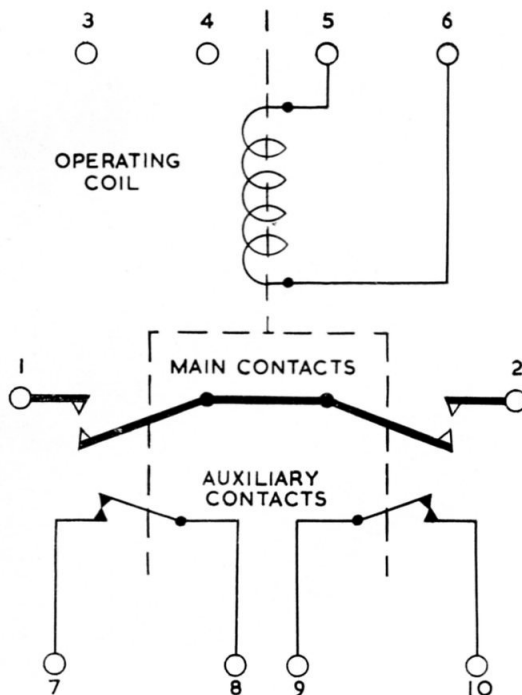 3 4 5 6
OPERATING
COIL
1 MAIN CONTACTS 2
AUXILIARY
CONTACTS
7 8 9 10